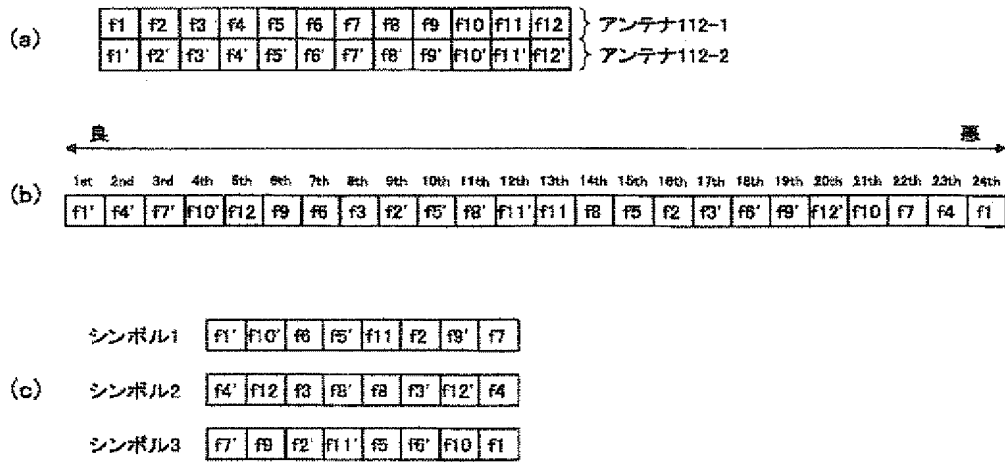 (a) f1 f2 f3 f4 f5 f6 f7 f8 f9 f10 f11 f12 アンテナ112-1
f1' f2' f3' f4' f5' f6' f7' f8' f9' f10' f11' f12' アンテナ112-2
良 悪
1st 2nd 3rd 4th 5th 6th 7th 8th 9th 10th 11th 12th 13th 14th 15th 16th 17th 18th 19th 20th 21th 22th 23th 24th
(b) f1' f4' f7' f10' f12 f9 f6 f3 f2' f5' f8' f11' f11 f8 f5 f2 f3' f6' f9' f12' f10 f7 f4 f1
シンボル1 f1' f10' f6 f5' f11 f2 f9' f7
(c) シンボル2 f4' f12 f3 f8' f8 f3' f12' f4
シンボル3 f7' f9 f2' f11' f5 f6' f10 f1